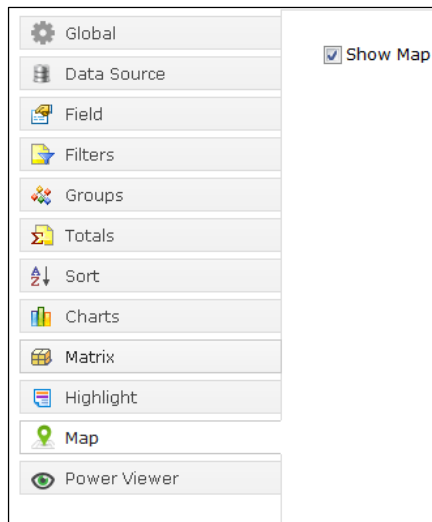 Global
Show Map
Data Source
Field
Filters
Groups
Totals
Sort
Charts
Matrix
Highlight
Map
Power Viewer